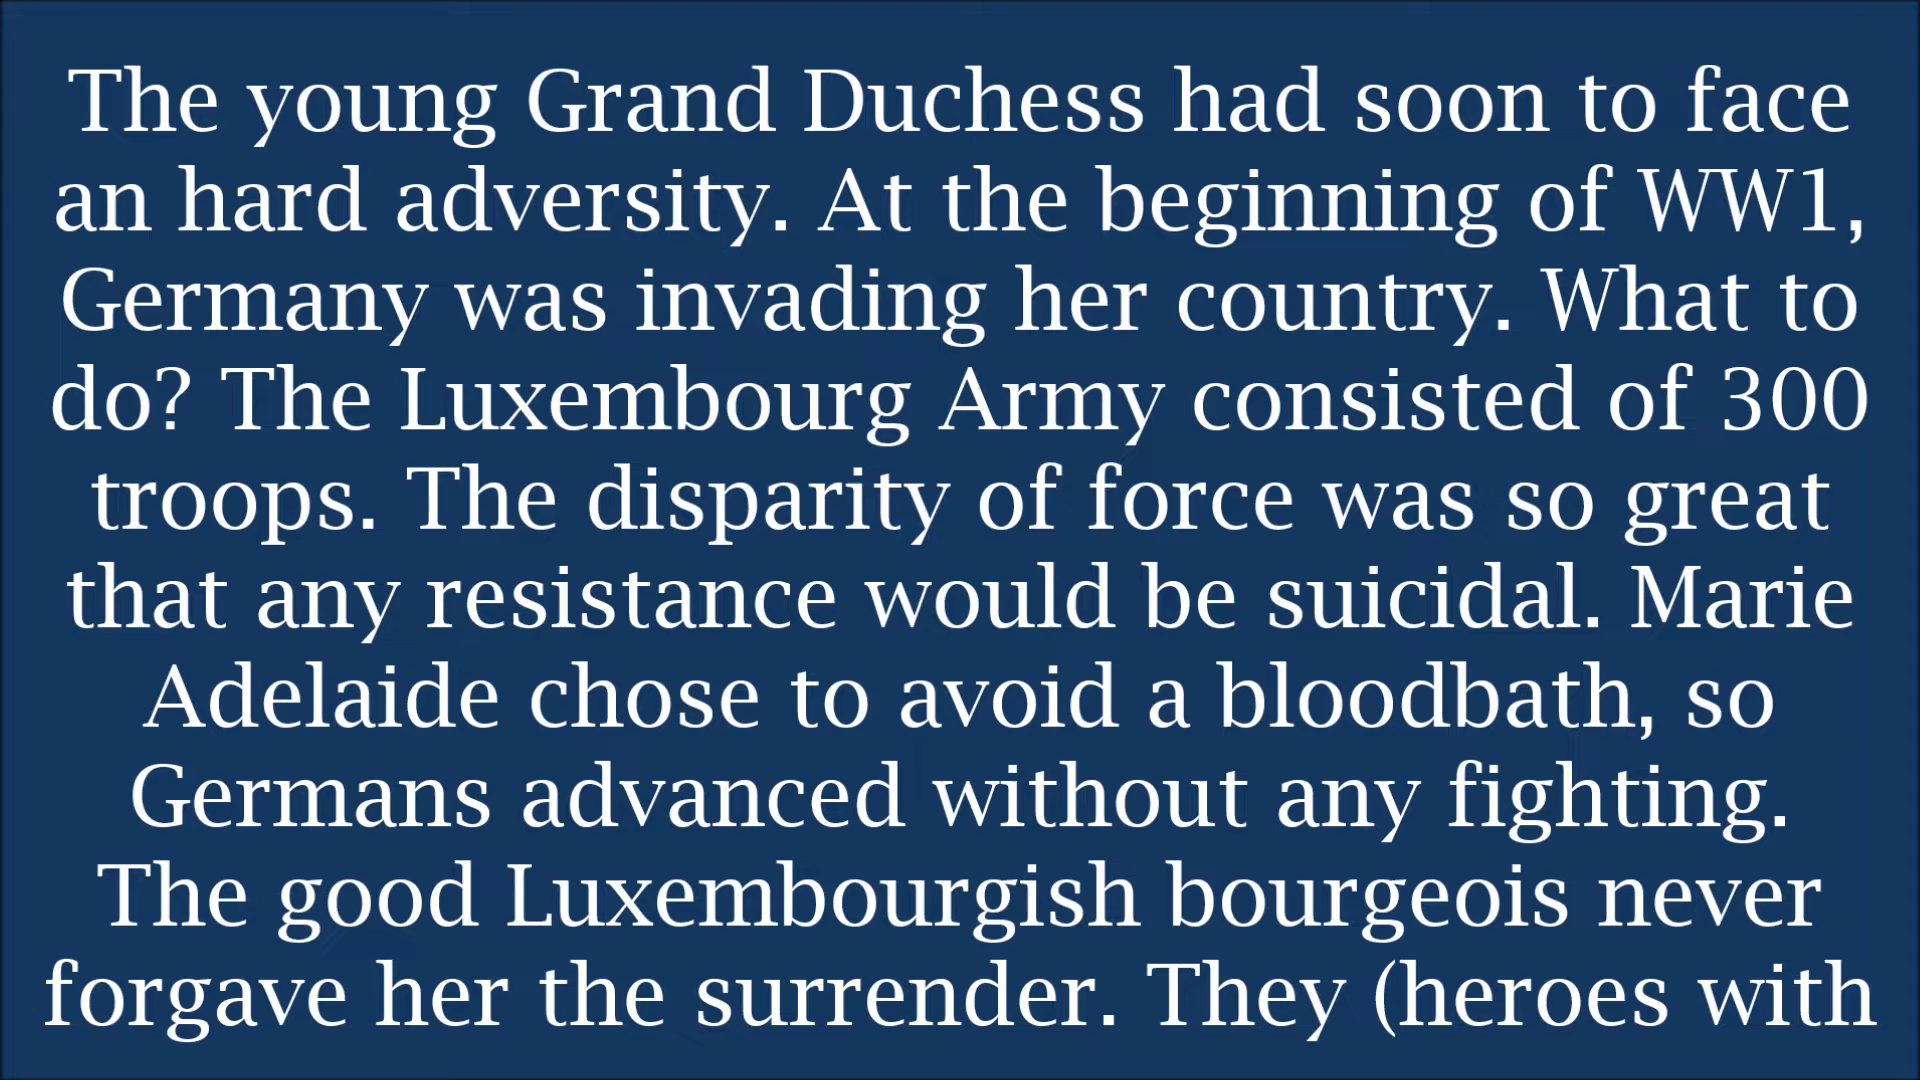 The young Grand Duchess had soon to face
an hard adversity. At the beginning of WW1,
Germany was invading her country. What to
do? The Luxembourg Army consisted of 300
troops. The disparity of force was so great
that any resistance would be suicidal. Marie
Adelaide chose to avoid a bloodbath, so
Germans advanced without any fighting.
The good Luxembourgish bourgeois never
forgave her the surrender. They (heroes with